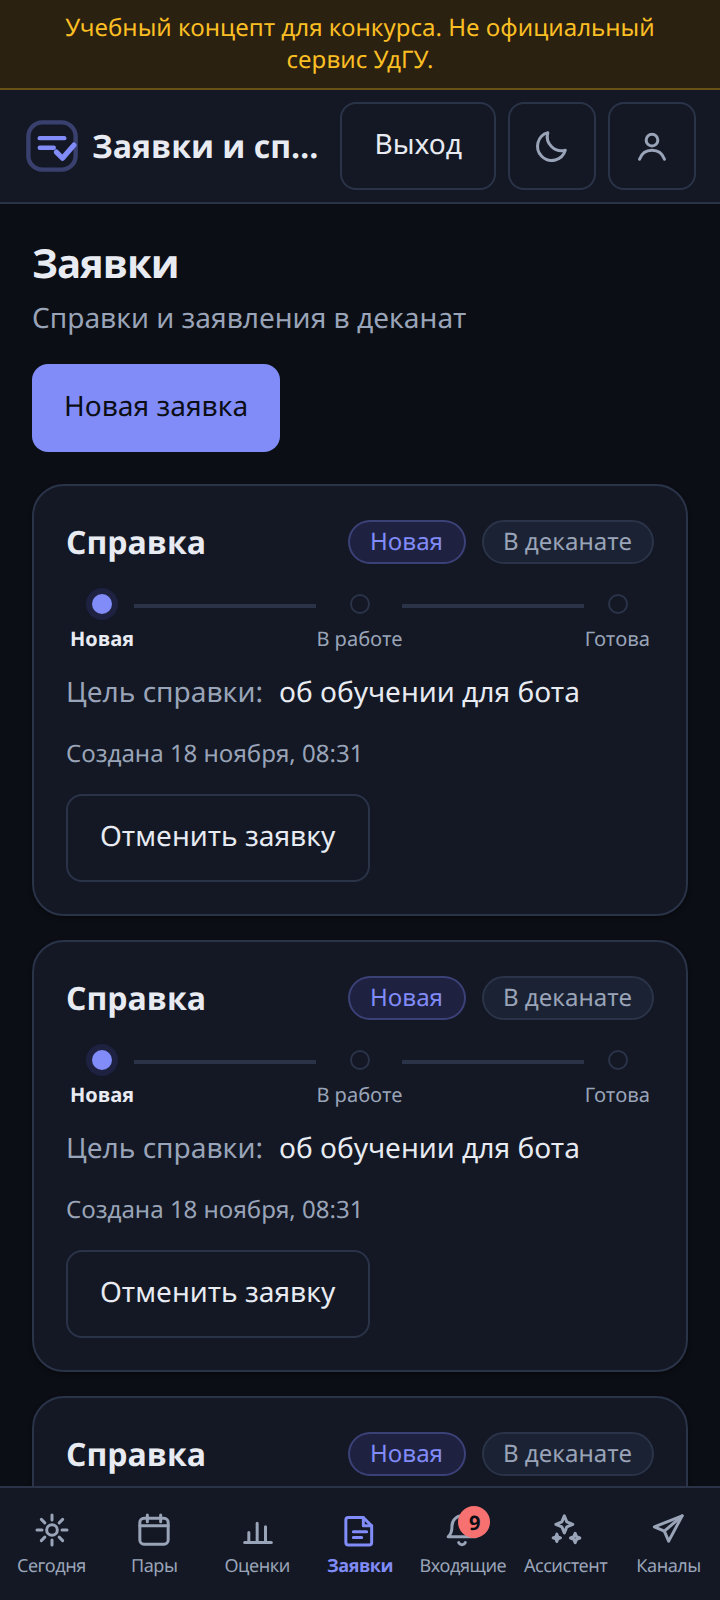 Учебный концепт для конкурса. Не официальный
сервис УдГУ.
Заявки и сп...
Выход
Заявки
Справки и заявления в деканат
Новая заявка
Справка
Новая
В деканате
Новая
В работе
Готова
Цель справки: об обучении для бота
Создана 18 ноября, 08:31
Отменить заявку
Справка
Новая
В деканате
Новая
В работе
Готова
Цель справки: об обучении для бота
Создана 18 ноября, 08:31
Отменить заявку
Справка
Новая
В деканате
9
Сегодня
Пары
Оценки
Заявки
Входящие
Ассистент
Каналы